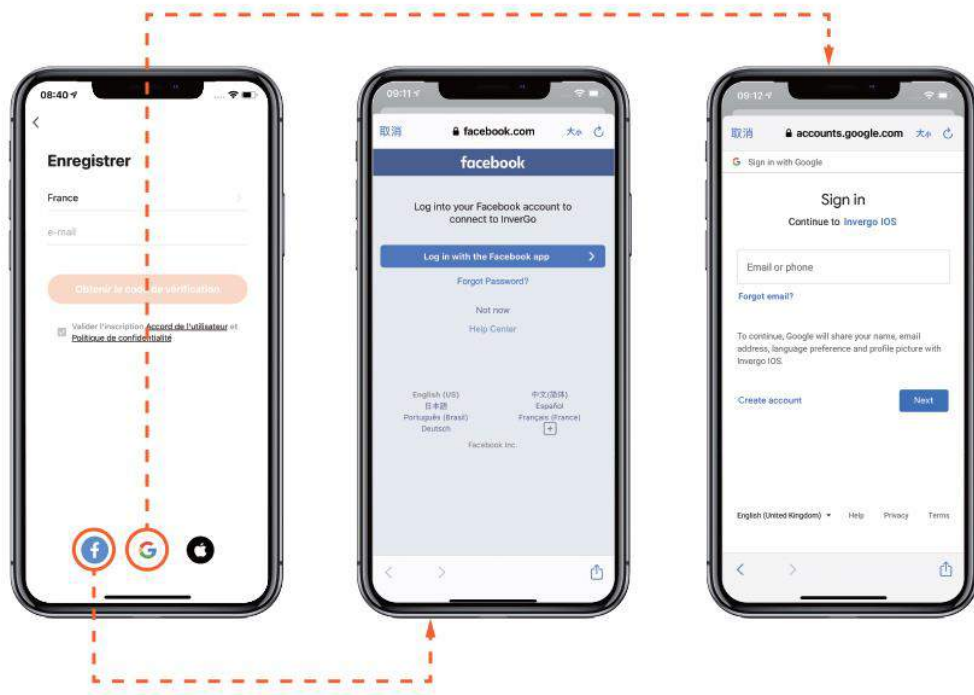 08:40
Enregistrer
France
e-mail
Obtenir le code de vérification
Valider l'inscription Accord de l'utilisateur et
Politique de confidentialité
09:11
取消
facebook.com
大小
facebook
Log into your Facebook account to
connect to InverGo
Log in with the Facebook app
Forgot Password?
Not now
Help Center
English (US)
中文(简体)
日本語
Español
Português (Brasil)
Français (France)
Deutsch
Facebook Inc.
09:12
取消
accounts.google.com
大小
Sign in with Google
Sign in
Continue to Invergo IOS
Email or phone
Forgot email?
To continue, Google will share your name, email
address, language preference and profile picture with
Invergo IOS.
Create account
Next
English (United Kingdom)
Help
Privacy
Terms